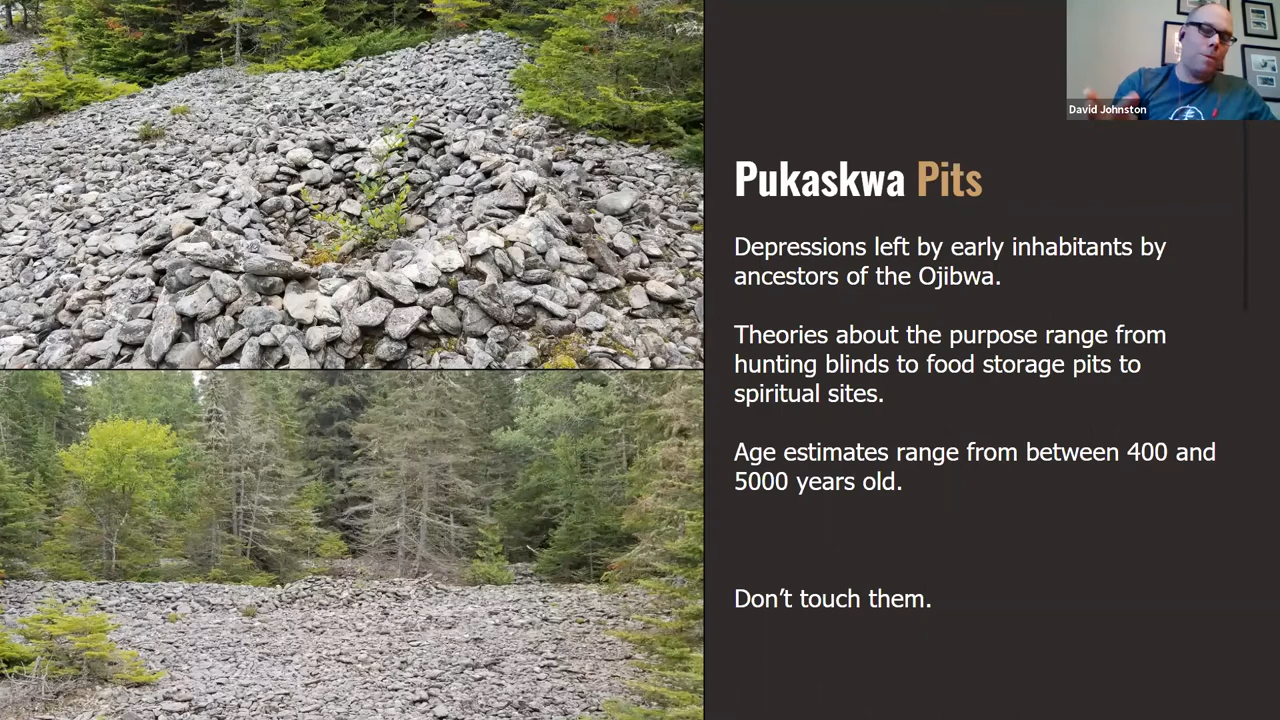 David Johnston
Pukaskwa Pits
Depressions left by early inhabitants by
ancestors of the Ojibwa.
Theories about the purpose range from
hunting blinds to food storage pits to
spiritual sites.
Age estimates range from between 400 and
5000 years old.
Don’t touch them.